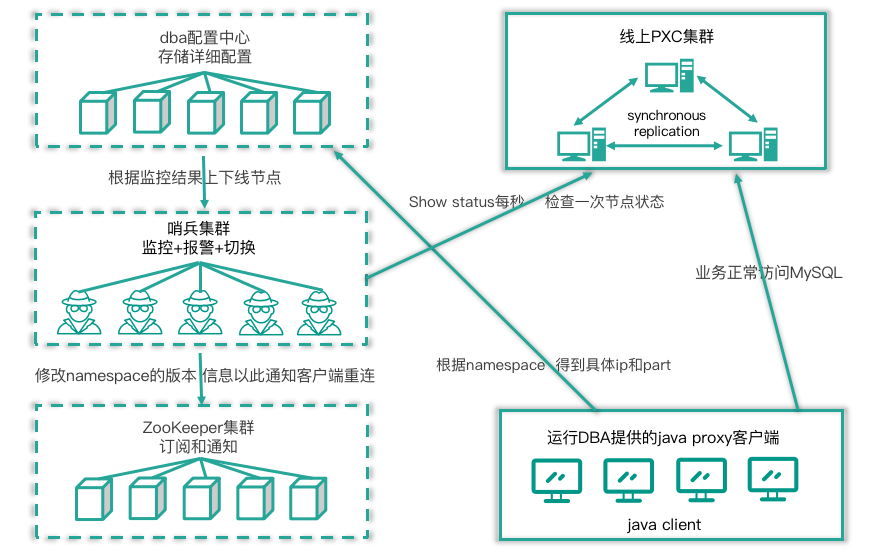 dba配置中心
存储详细配置
线上PXC集群
synchronous
replication
根据监控结果上下线节点
Show status每秒 检查一次节点状态
哨兵集群
监控+报警+切换
业务正常访问MySQL
根据namespace 得到具体ip和part
修改namespace的版本 信息以此通知客户端重连
ZooKeeper集群
订阅和通知
运行DBA提供的java proxy客户端
java client